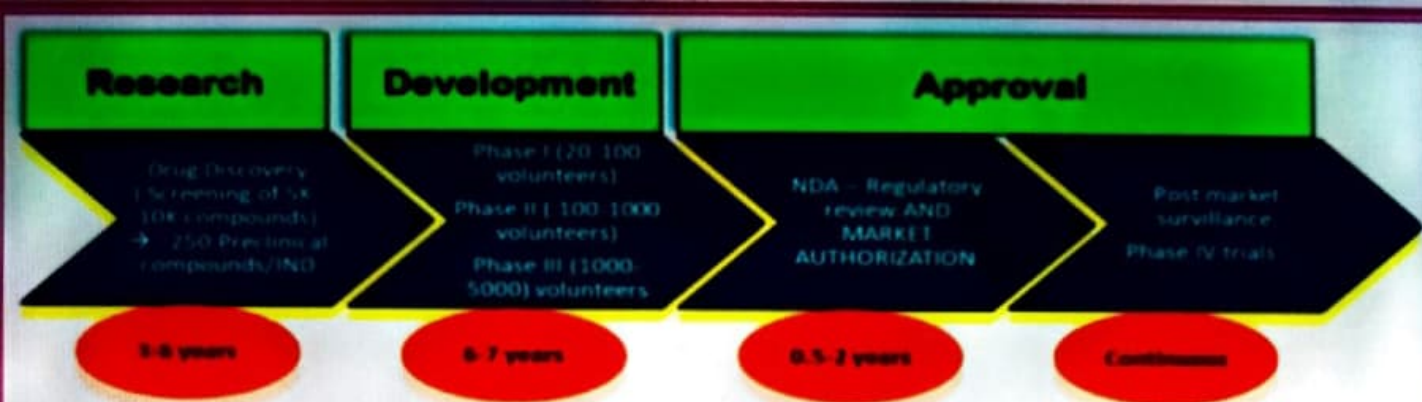 Research
Development
Approval
Drug Discovery
(Screening of 5K
10K compounds)
→ 250 Preclinical
compounds/IND
Phase I (20-100
volunteers)
Phase II ( 100-1000
volunteers)
Phase III (1000-
5000) volunteers
NDA – Regulatory
review AND
MARKET
AUTHORIZATION
Post market
survillance.
Phase IV trials
years
6-7 years
0.5-2 years
Continuous